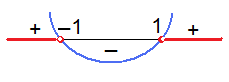 + –1 1 +
–